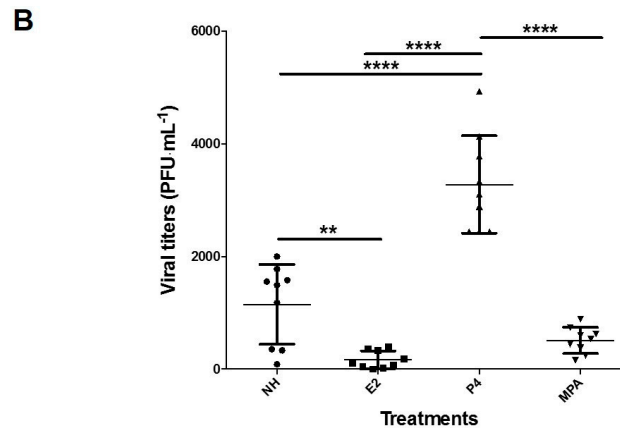 B
6000
4000
2000
0
Viral titers (PFU·mL⁻¹)
****
****
****
**
NH
E2
P4
MPA
Treatments